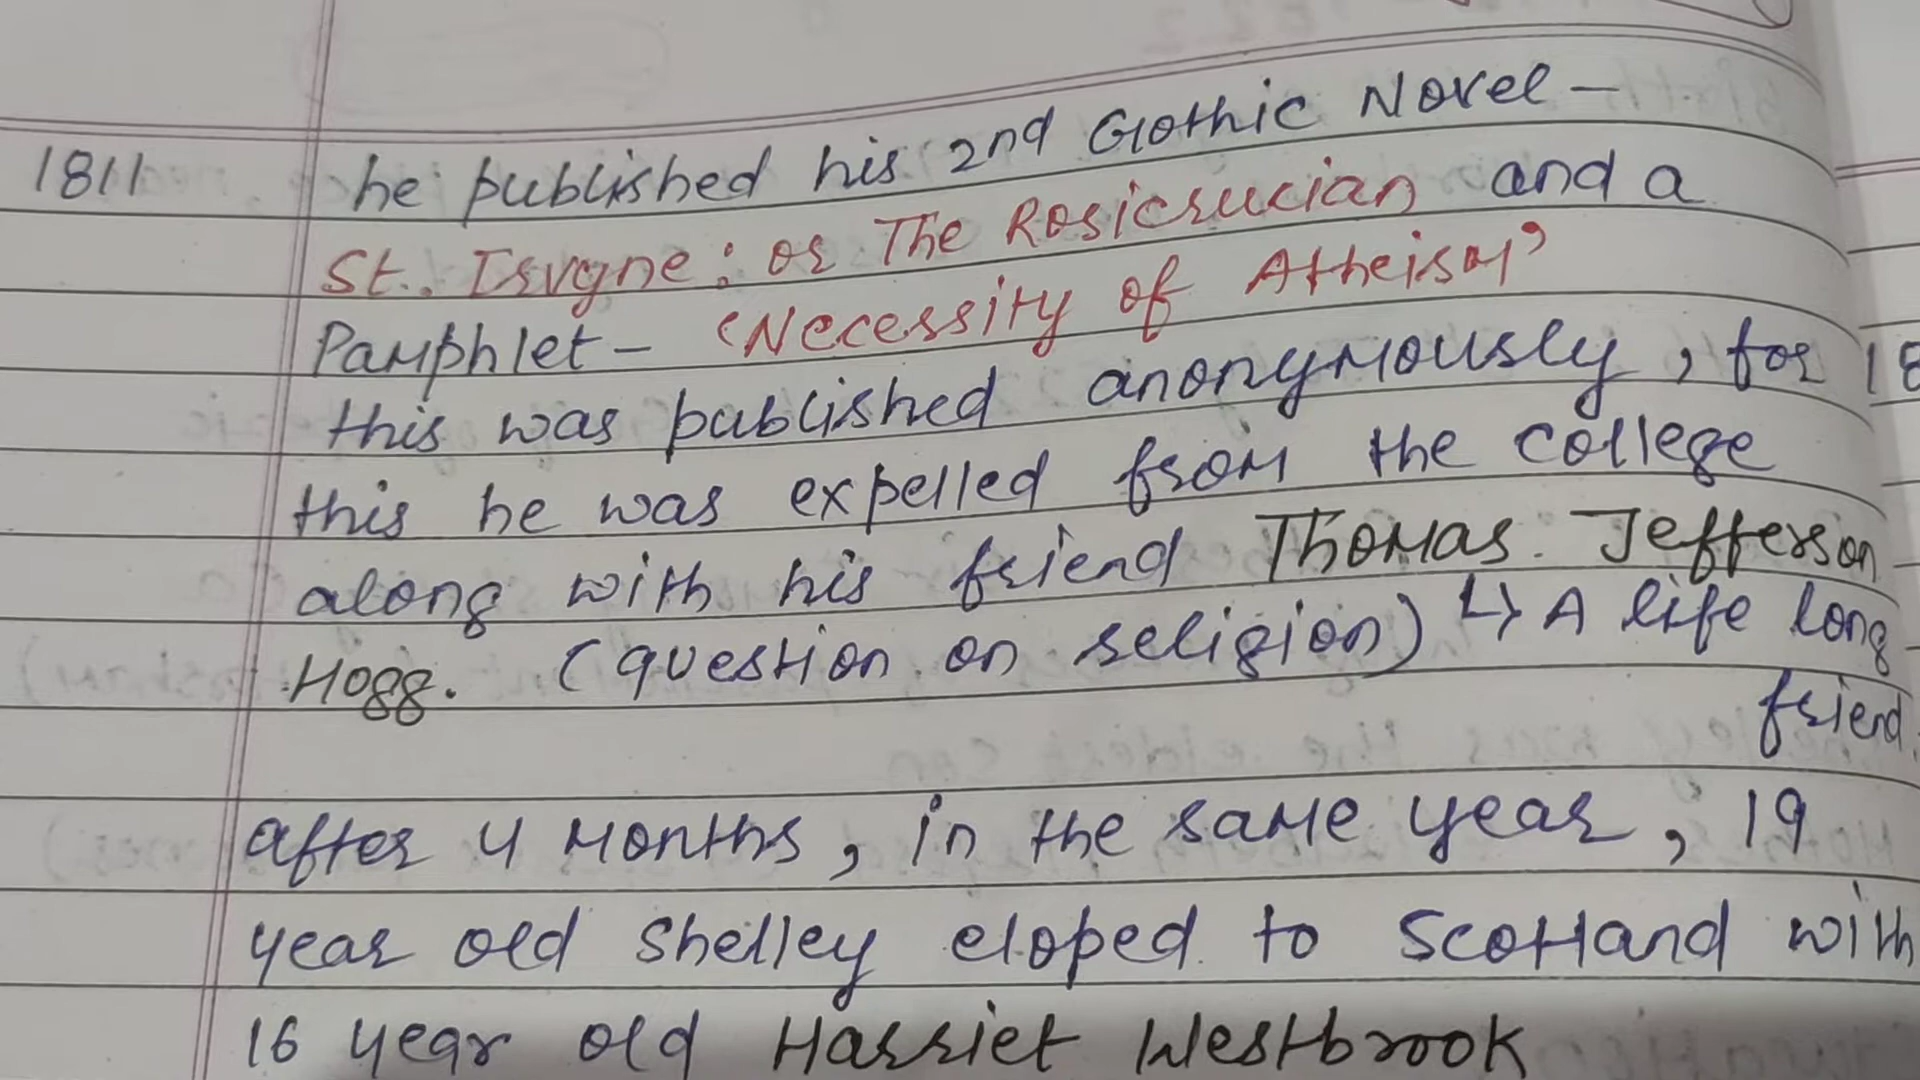 1811 he published his 2nd Gothic Novel -
St. Irvyne : or The Rosicrucian and a
Pamphlet - 'Necessity of Atheism'
this was published anonymously, for
this he was expelled from the college
along with his friend Thomas Jefferson
Hogg. (question on religion) ↳ A life long
friend.
after 4 months, in the same year, 19
year old Shelley eloped to Scotland with
16 year old Harriet Westbrook